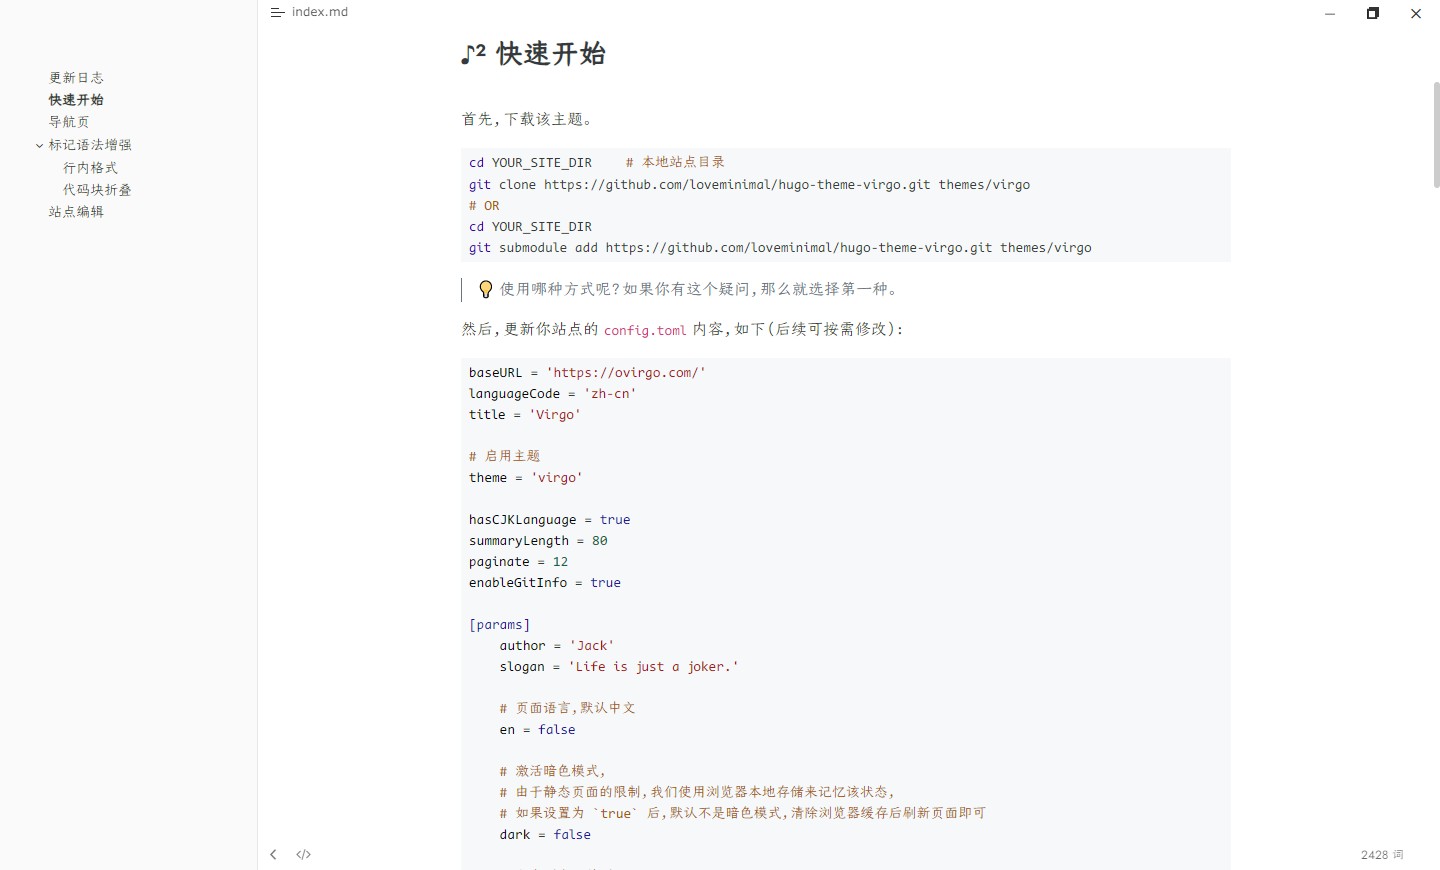 index.md
更新日志
快速开始
导航页
标记语法增强
行内格式
代码块折叠
站点编辑
♪² 快速开始
首先,下载该主题。
cd YOUR_SITE_DIR    # 本地站点目录
git clone https://github.com/loveminimal/hugo-theme-virgo.git themes/virgo
# OR
cd YOUR_SITE_DIR
git submodule add https://github.com/loveminimal/hugo-theme-virgo.git themes/virgo
💡 使用哪种方式呢?如果你有这个疑问,那么就选择第一种。
然后,更新你站点的 config.toml 内容,如下(后续可按需修改):
baseURL = 'https://ovirgo.com/'
languageCode = 'zh-cn'
title = 'Virgo'
# 启用主题
theme = 'virgo'
hasCJKLanguage = true
summaryLength = 80
paginate = 12
enableGitInfo = true
[params]
    author = 'Jack'
    slogan = 'Life is just a joker.'
    # 页面语言,默认中文
    en = false
    # 激活暗色模式,
    # 由于静态页面的限制,我们使用浏览器本地存储来记忆该状态,
    # 如果设置为 `true` 后,默认不是暗色模式,清除浏览器缓存后刷新页面即可
    dark = false
</> 
2428 词